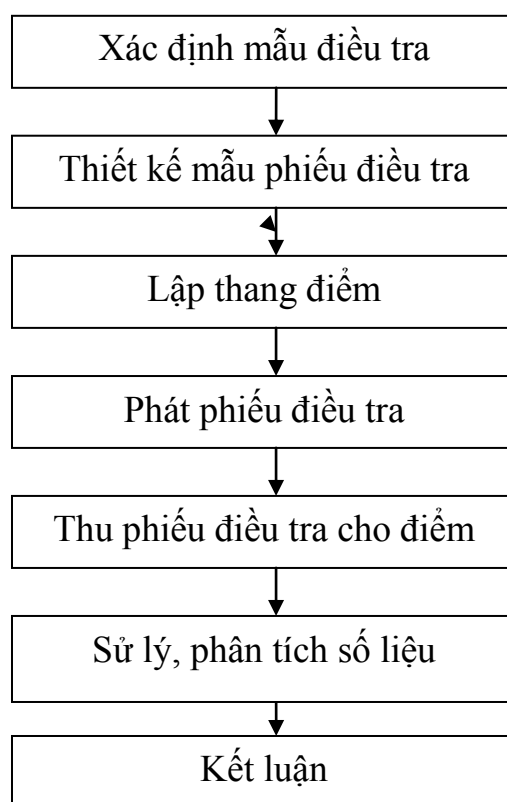 Xác định mẫu điều tra
Thiết kế mẫu phiếu điều tra
Lập thang điểm
Phát phiếu điều tra
Thu phiếu điều tra cho điểm
Sử lý, phân tích số liệu
Kết luận